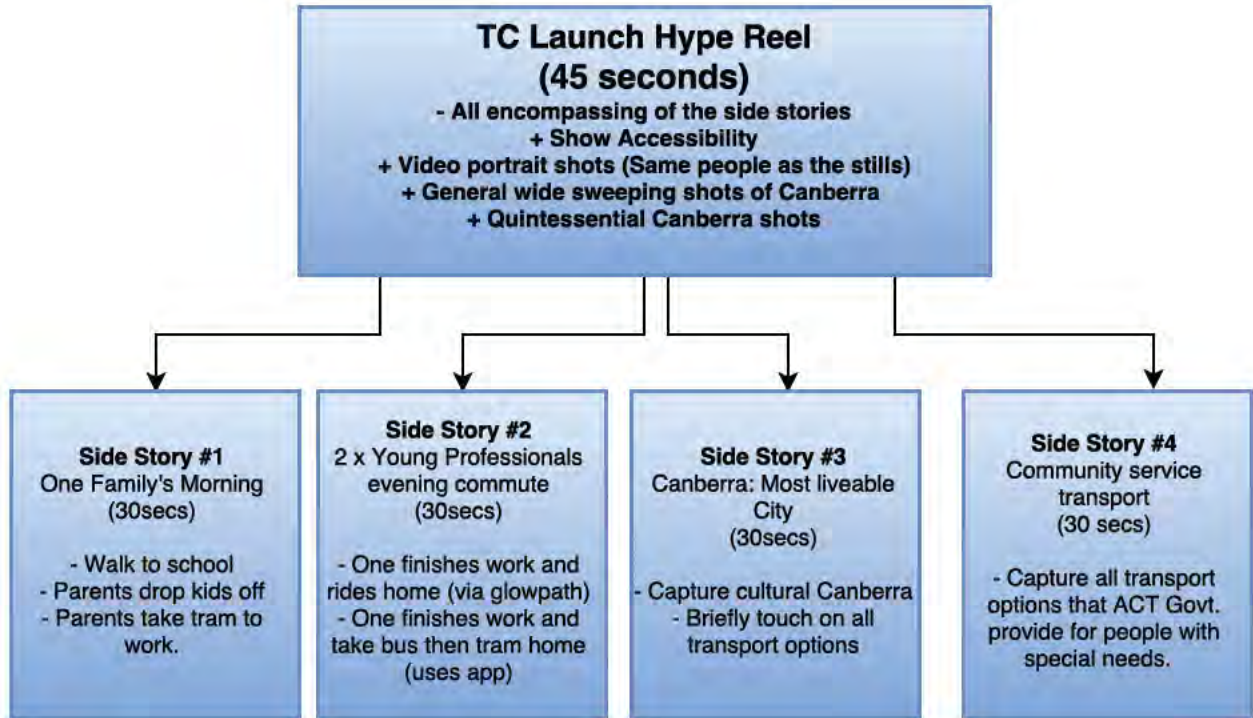 TC Launch Hype Reel
(45 seconds)
- All encompassing of the side stories
+ Show Accessibility
+ Video portrait shots (Same people as the stills)
+ General wide sweeping shots of Canberra
+ Quintessential Canberra shots
Side Story #1
One Family's Morning
(30secs)
- Walk to school
- Parents drop kids off
- Parents take tram to
work.
Side Story #2
2 x Young Professionals
evening commute
(30secs)
- One finishes work and
rides home (via glowpath)
- One finishes work and
take bus then tram home
(uses app)
Side Story #3
Canberra: Most liveable
City
(30secs)
- Capture cultural Canberra
- Briefly touch on all
transport options
Side Story #4
Community service
transport
(30 secs)
- Capture all transport
options that ACT Govt.
provide for people with
special needs.